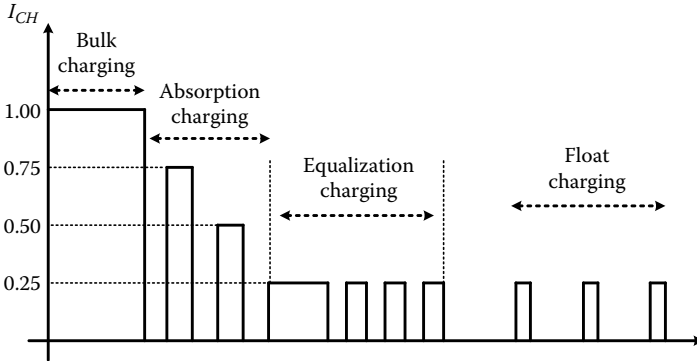 I_CH
Bulk
charging
Absorption
charging
Equalization
charging
Float
charging
1.00
0.75
0.50
0.25